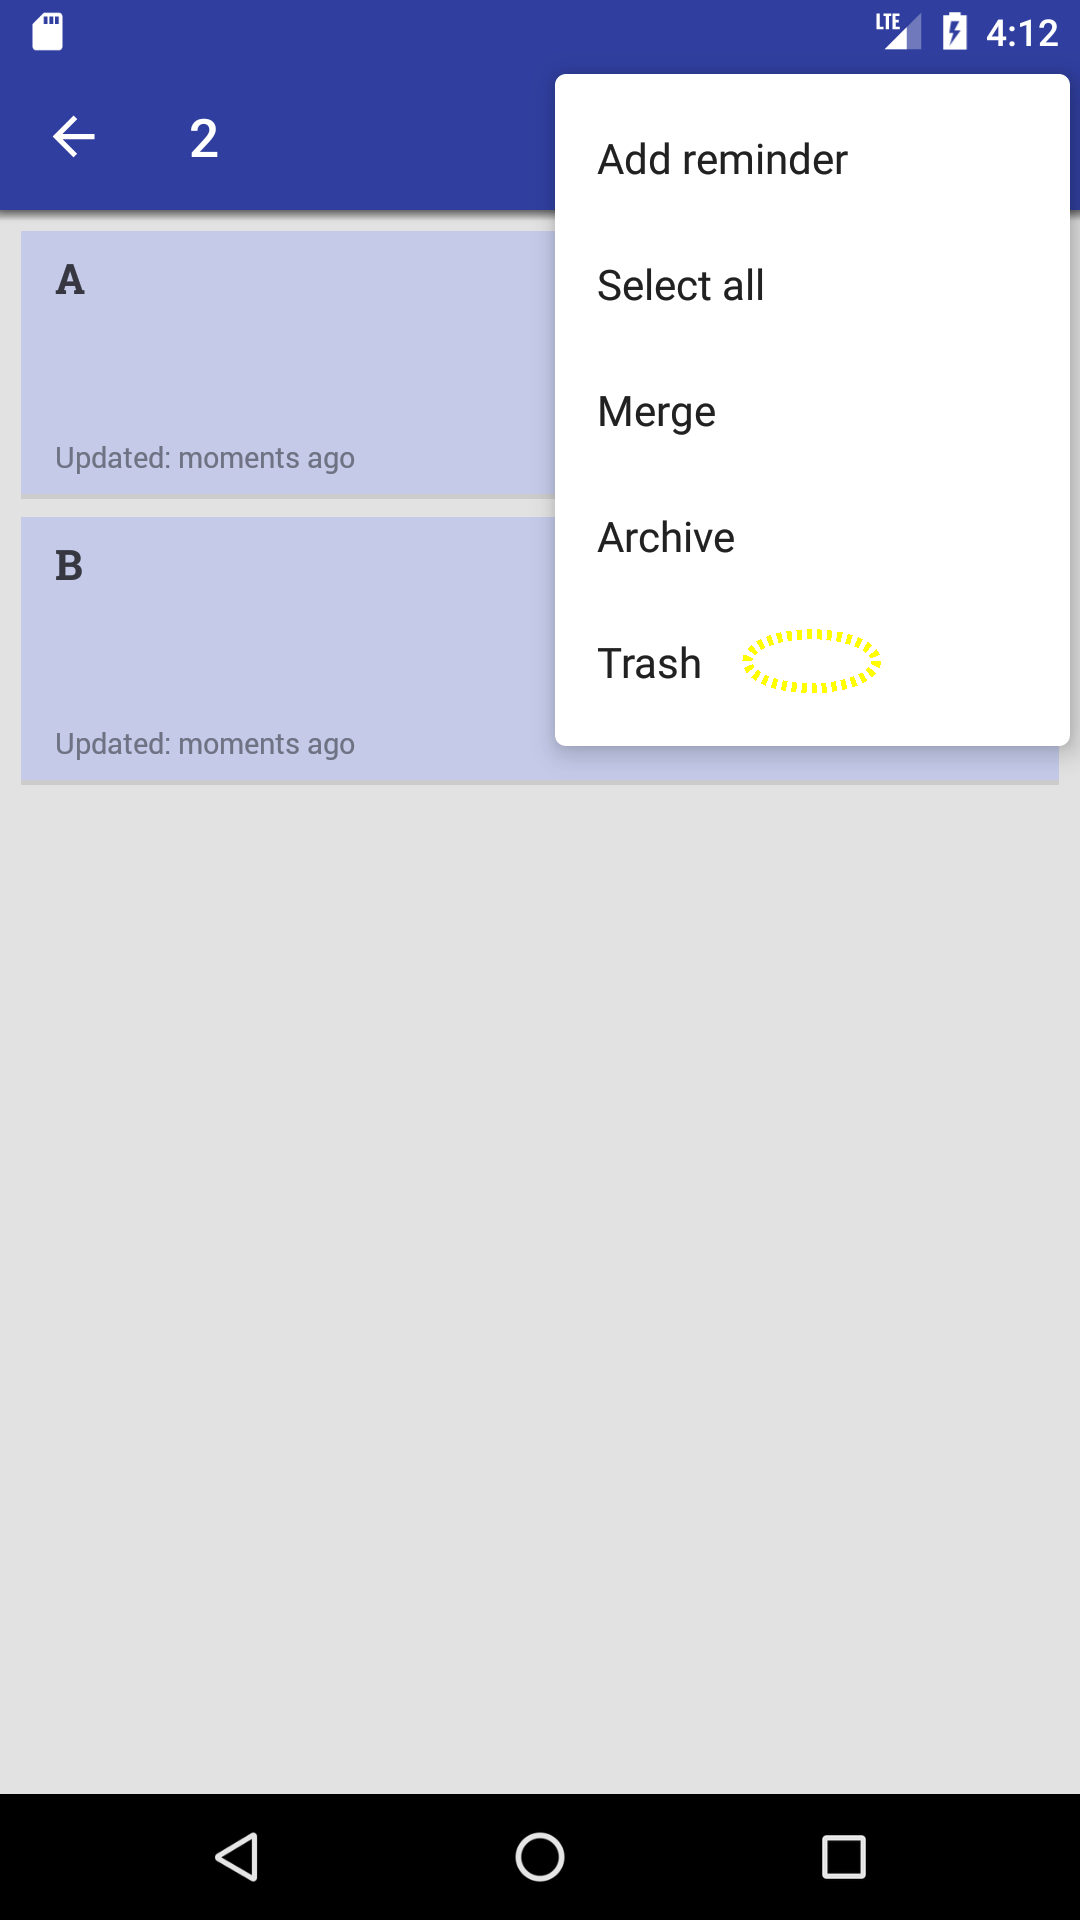 LTE 4:12
2
Add reminder
Select all
Merge
Archive
Trash
A
Updated: moments ago
B
Updated: moments ago